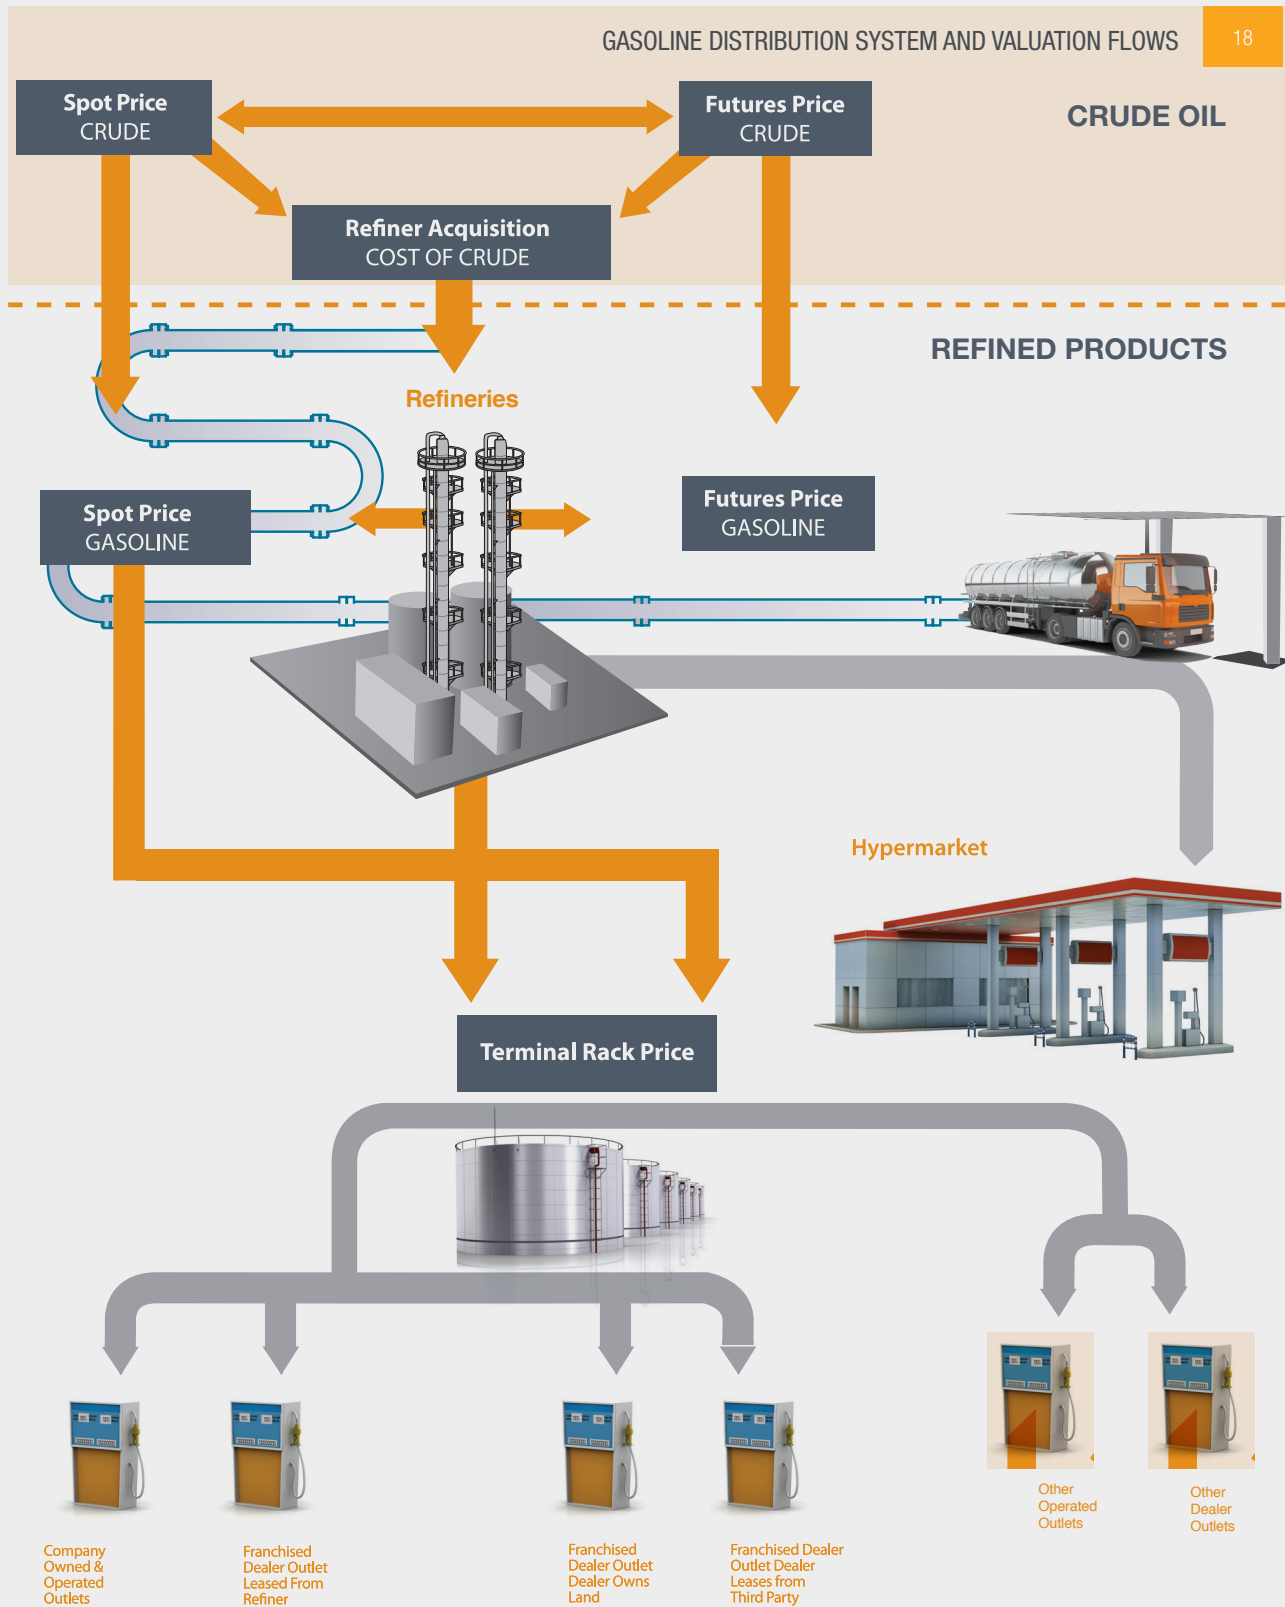 GASOLINE DISTRIBUTION SYSTEM AND VALUATION FLOWS
18
CRUDE OIL
Spot Price
CRUDE
Futures Price
CRUDE
Refiner Acquisition
COST OF CRUDE
REFINED PRODUCTS
Refineries
Spot Price
GASOLINE
Futures Price
GASOLINE
Hypermarket
Terminal Rack Price
Company
Owned &
Operated
Outlets
Franchised
Dealer Outlet
Leased From
Refiner
Franchised
Dealer Outlet
Dealer Owns
Land
Franchised Dealer
Outlet Dealer
Leases from
Third Party
Other
Operated
Outlets
Other
Dealer
Outlets